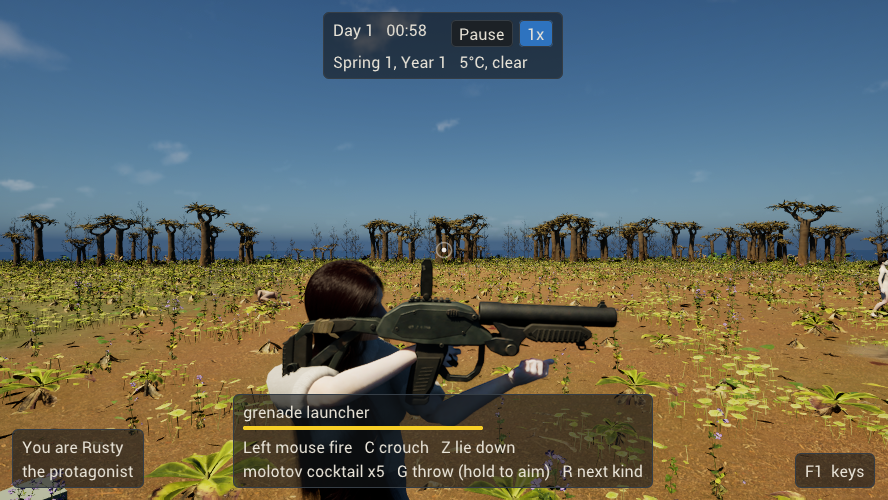 Day 1 00:58 Pause 1x
Spring 1, Year 1 5°C, clear
grenade launcher
Left mouse fire C crouch Z lie down
molotov cocktail x5 G throw (hold to aim) R next kind
You are Rusty
the protagonist
F1 keys